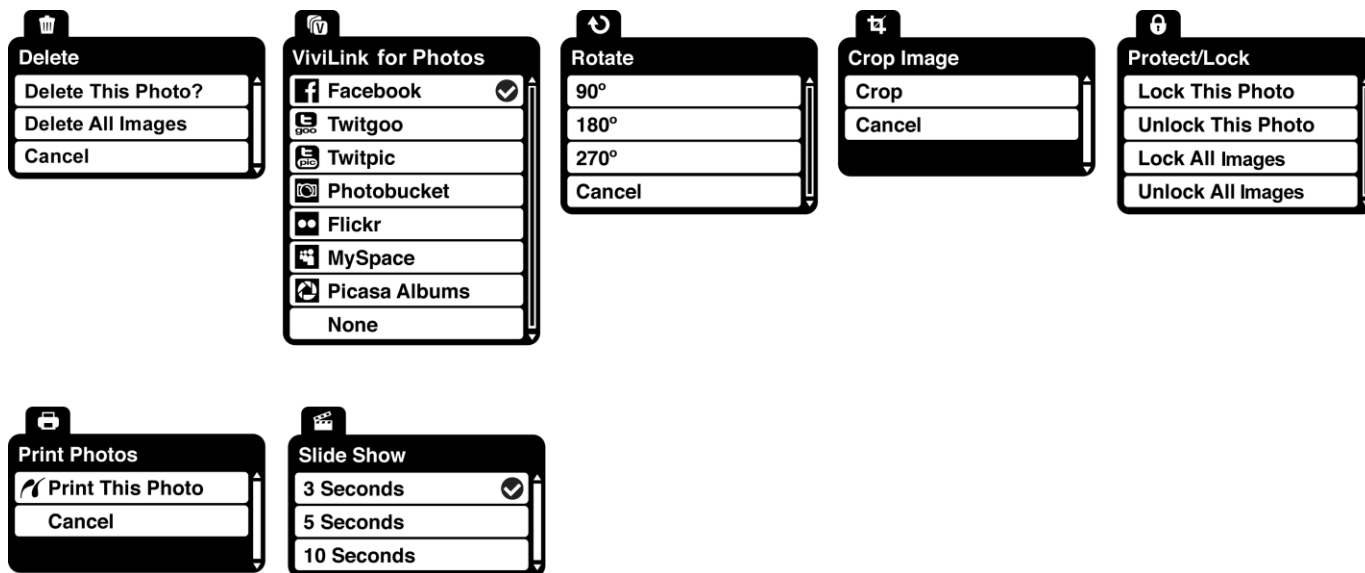 Delete
Delete This Photo?
Delete All Images
Cancel
V
ViviLink for Photos
f Facebook
t goo Twitgoo
t pic Twitpic
Photobucket
Flickr
MySpace
Picasa Albums
None
Rotate
90º
180º
270º
Cancel
Crop Image
Crop
Cancel
Protect/Lock
Lock This Photo
Unlock This Photo
Lock All Images
Unlock All Images
Print Photos
Print This Photo
Cancel
Slide Show
3 Seconds
5 Seconds
10 Seconds